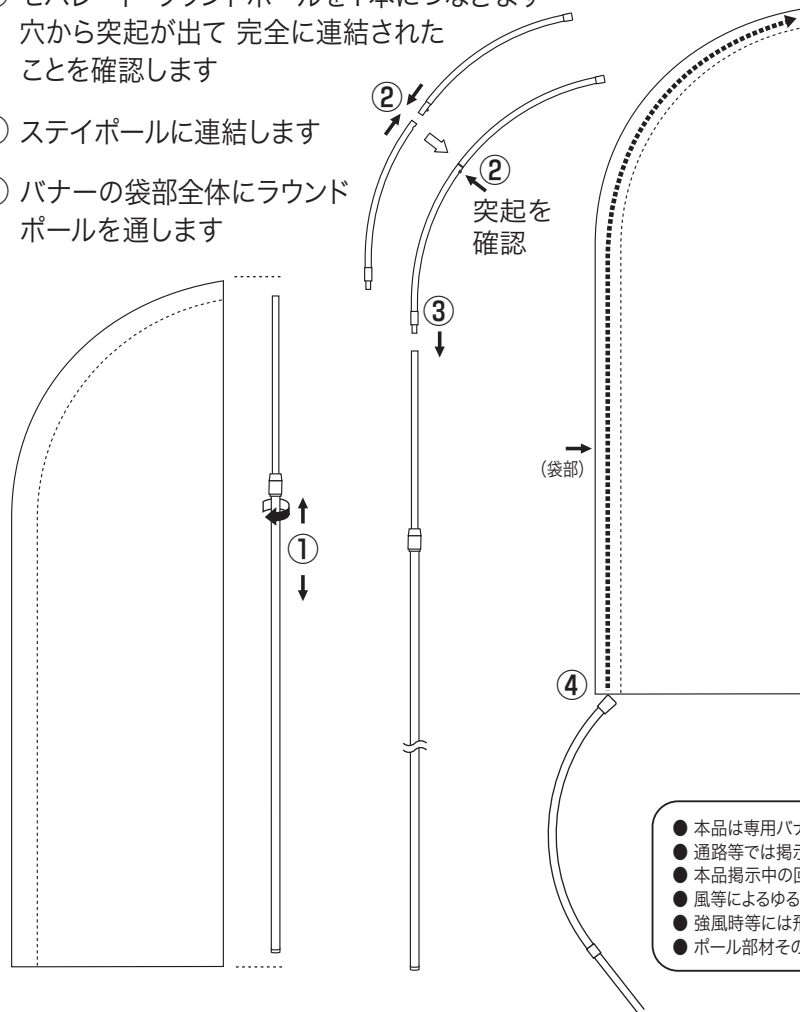 穴から突起が出て 完全に連結された
ことを確認します
ステイポールに連結します
バナーの袋部全体にラウンド
ポールを通します
②
②
突起を
確認
③
(袋部)
①
④
● 本品は専用バナ
● 通路等では掲示
● 本品掲示中の
● 風等によるゆる
● 強風時等には
● ポール部材その